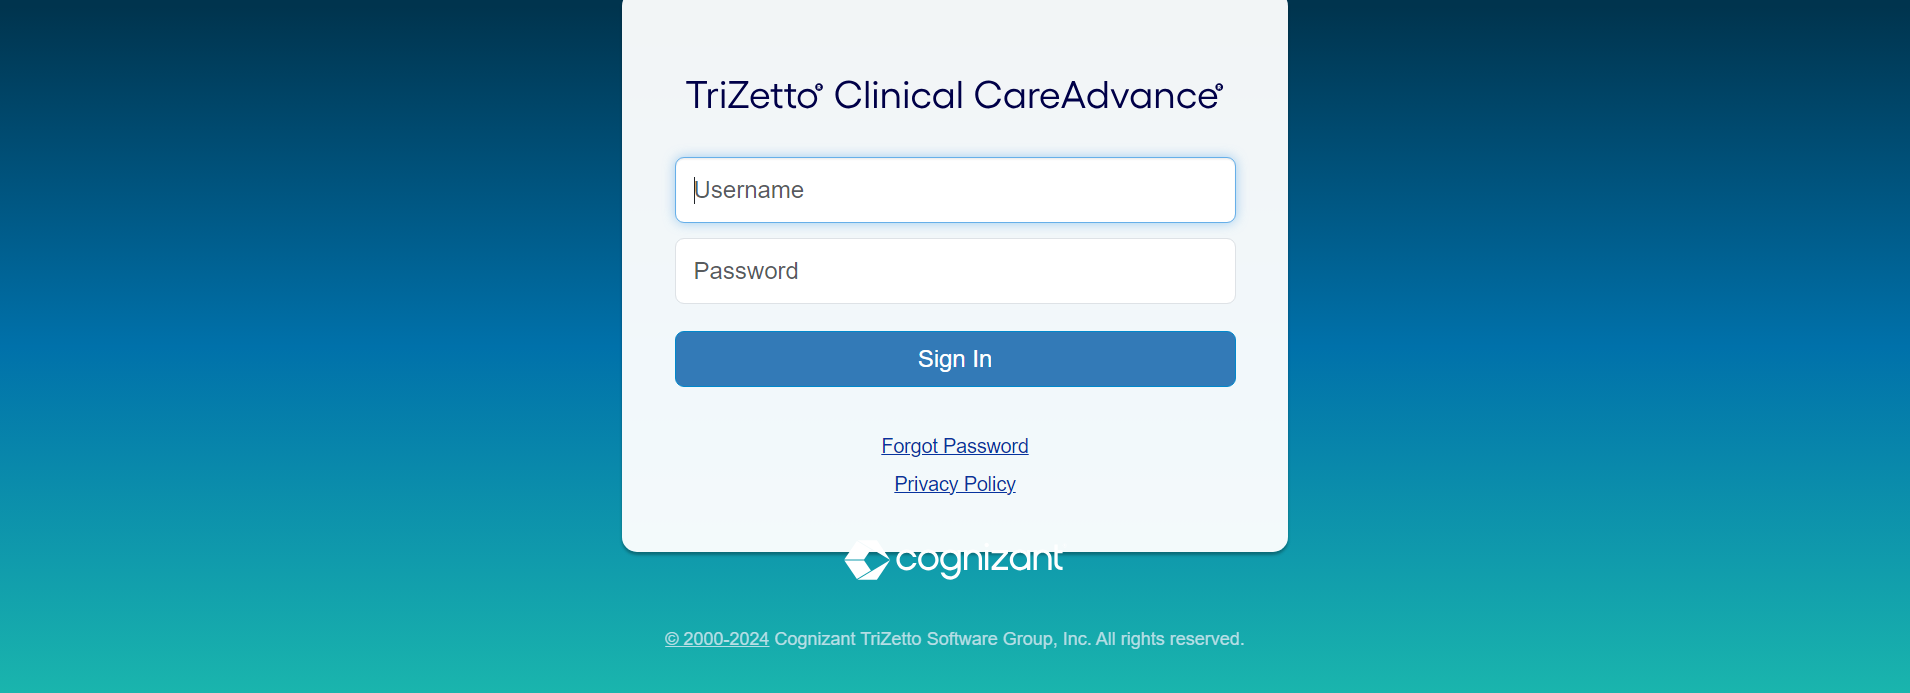 TriZetto® Clinical CareAdvance®
Username
Password
Sign In
Forgot Password
Privacy Policy
cognizant
© 2000-2024 Cognizant TriZetto Software Group, Inc. All rights reserved.